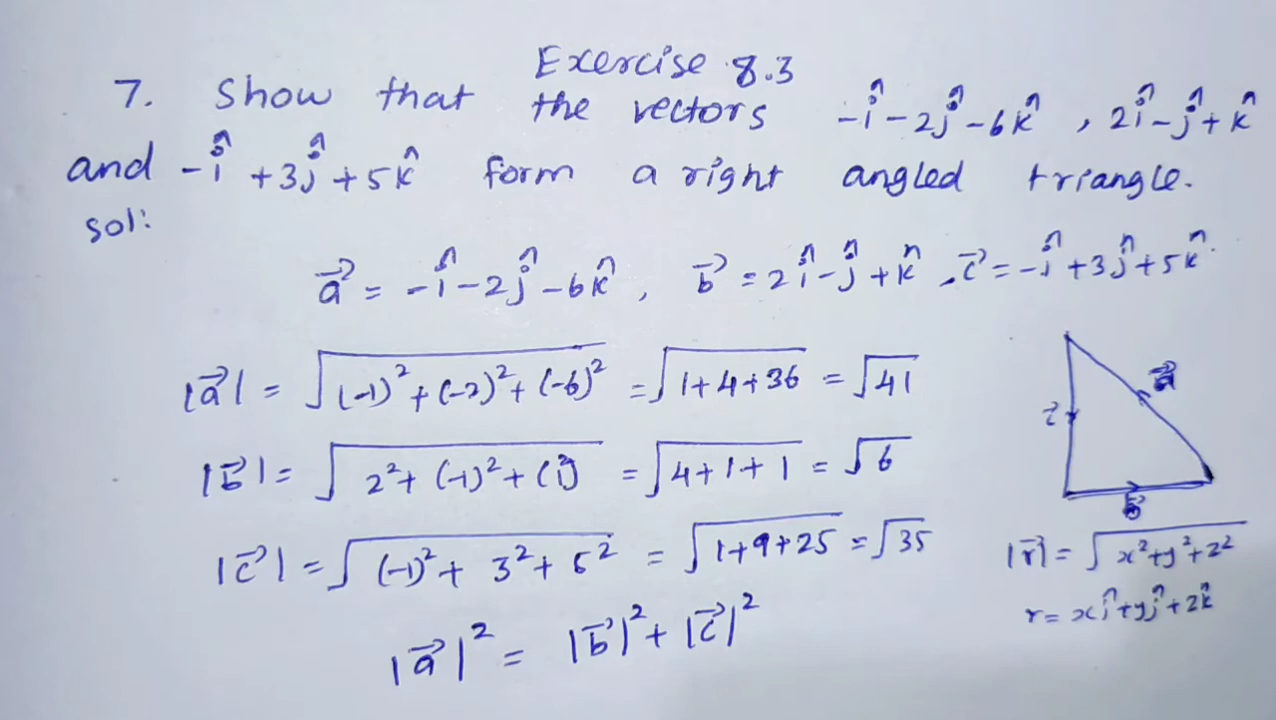 Exercise 8.3
7. Show that the vectors -î - 2ĵ - 6k̂ , 2î - ĵ + k̂
and -î + 3ĵ + 5k̂ form a right angled triangle.
sol:
a⃗ = -î - 2ĵ - 6k̂ , b⃗ = 2î - ĵ + k̂ , c⃗ = -î + 3ĵ + 5k̂.
|a⃗| = √((-1)² + (-2)² + (-6)²) = √(1+4+36) = √41
|b⃗| = √(2² + (-1)² + (1)²) = √(4+1+1) = √6
|c⃗| = √((-1)² + 3² + 5²) = √(1+9+25) = √35
|a⃗|² = |b⃗|² + |c⃗|²
a⃗
c⃗
b⃗
|r⃗| = √(x²+y²+z²)
r = xî + yĵ + zk̂